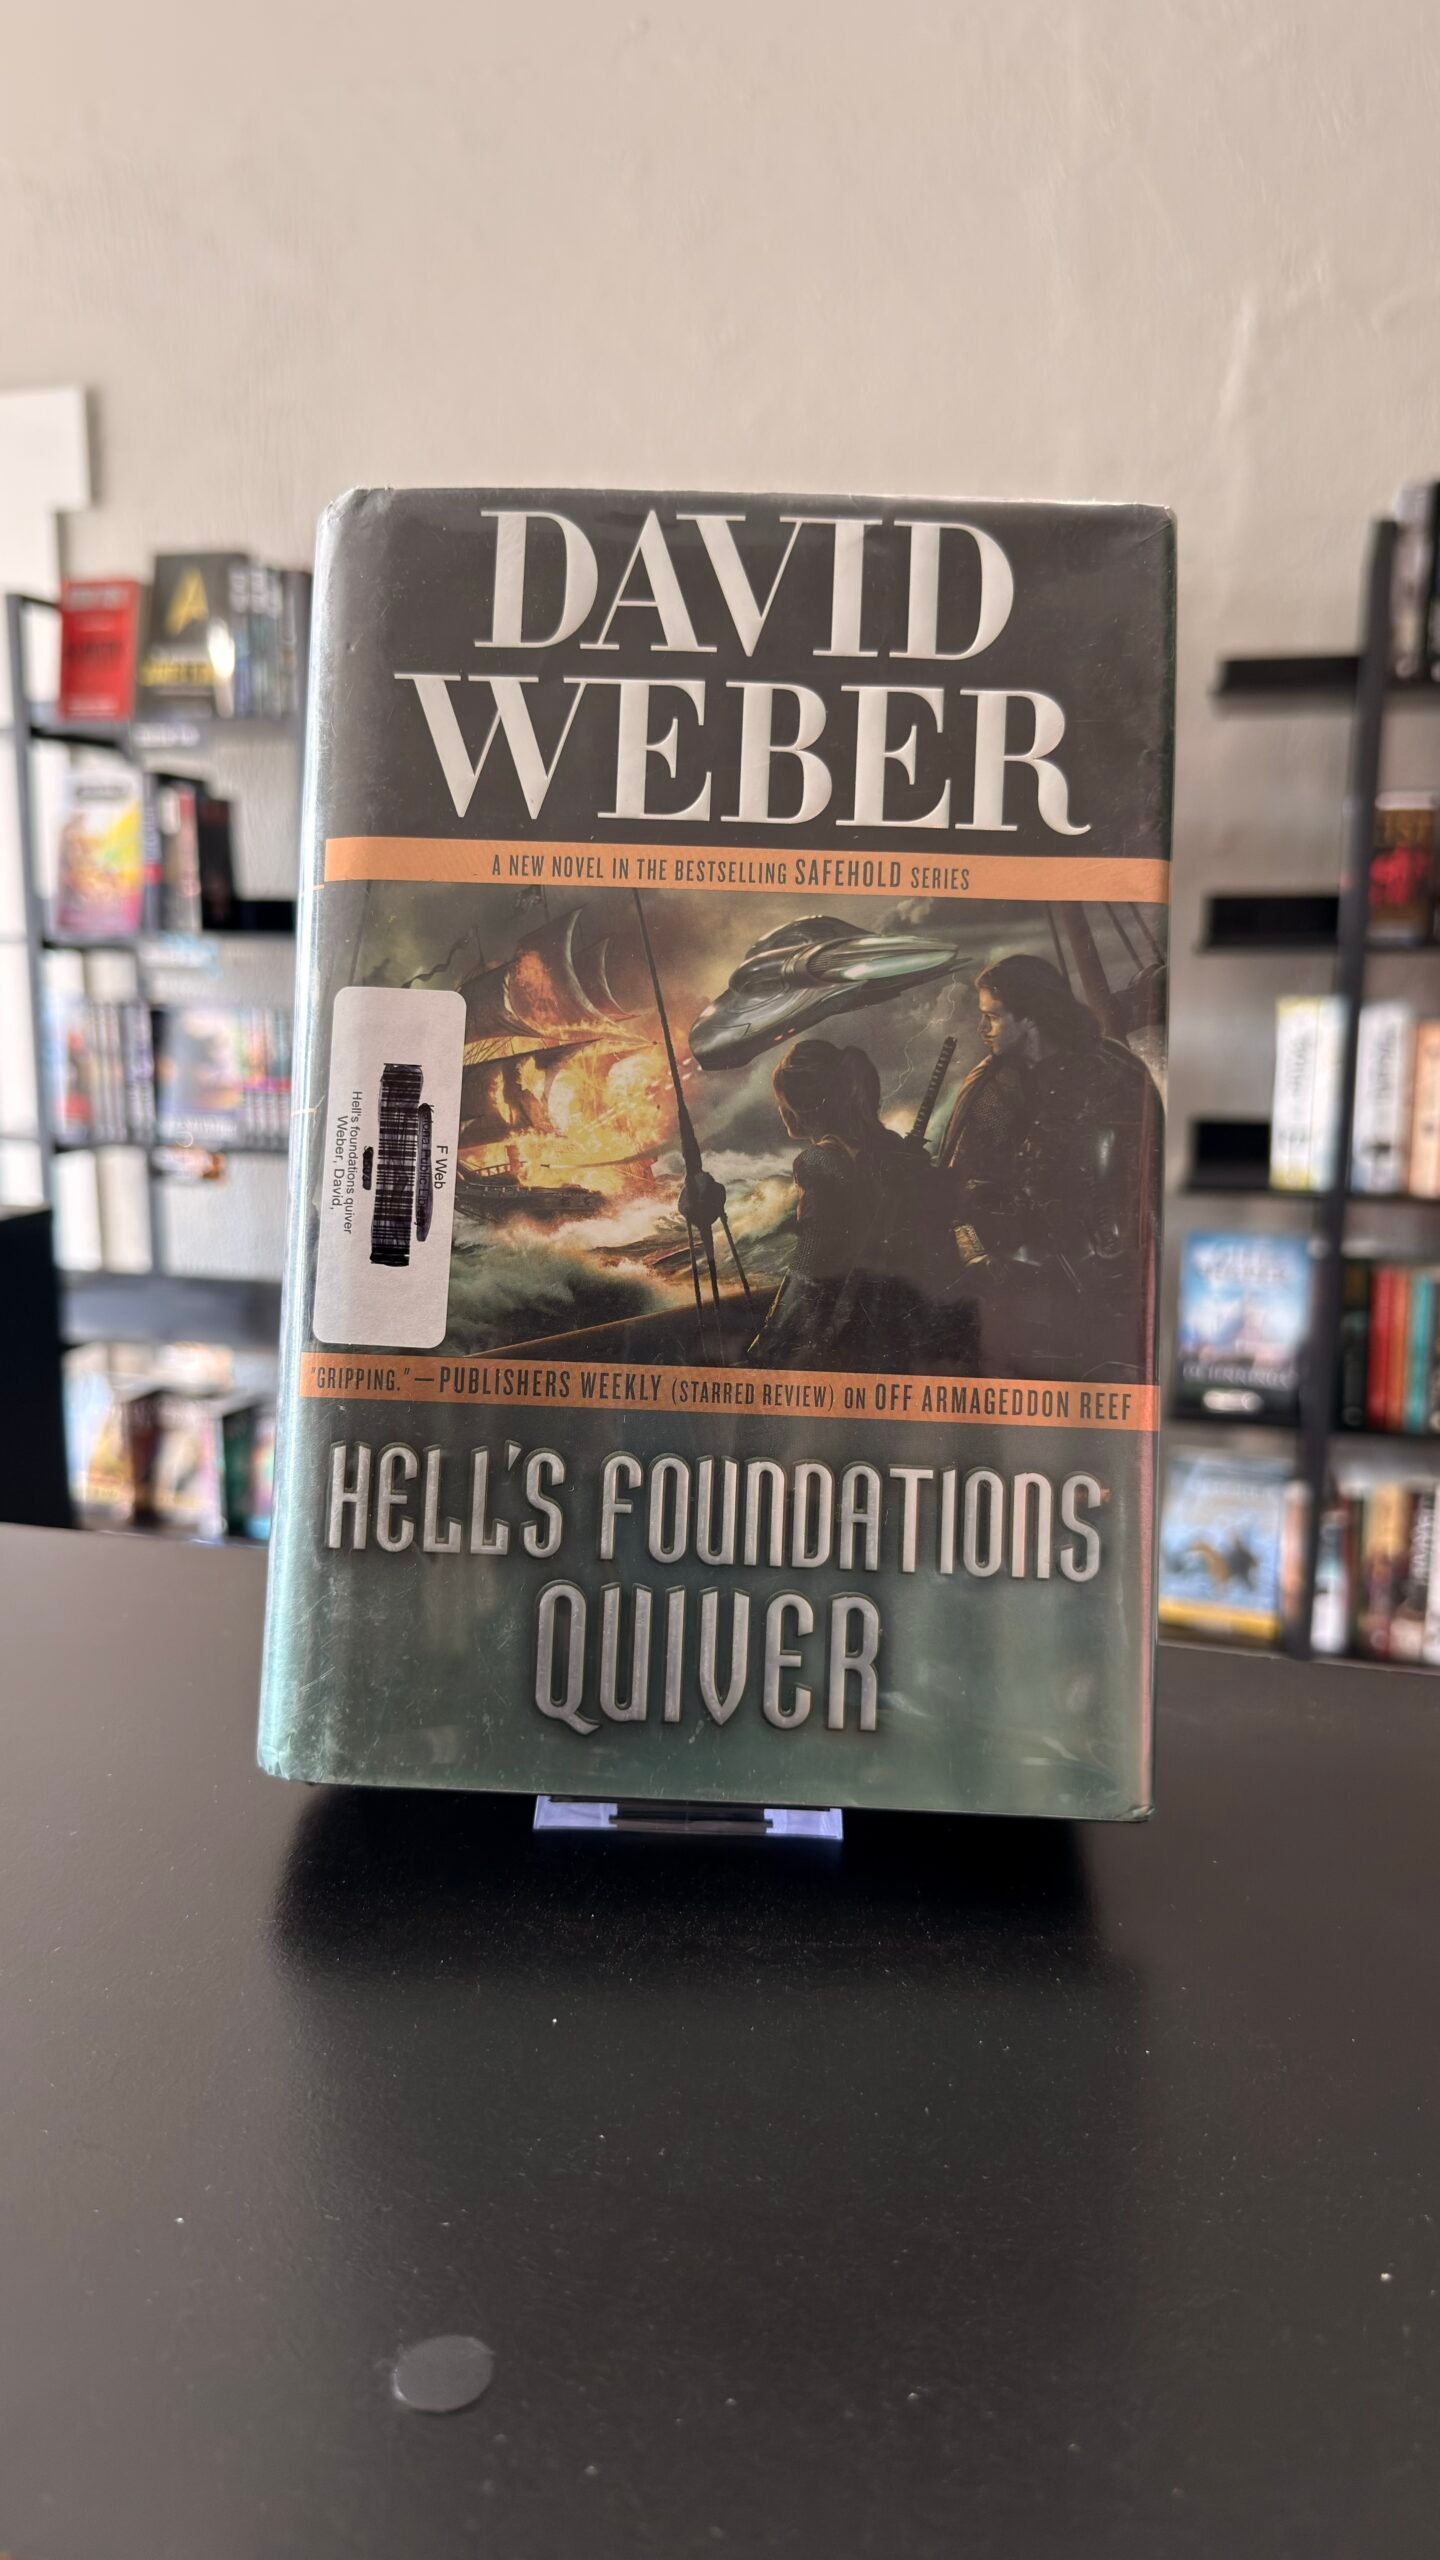 DAVID
WEBER
A NEW NOVEL IN THE BESTSELLING SAFEHOLD SERIES
F Web
Public
Hell's foundations quiver
Weber, David,
"GRIPPING."—PUBLISHERS WEEKLY (STARRED REVIEW) ON OFF ARMAGEDDON REEF
HELL'S FOUNDATIONS
QUIVER